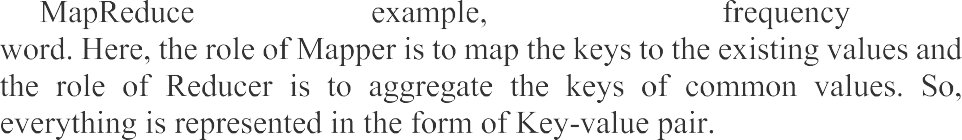 MapReduce example, frequency
word. Here, the role of Mapper is to map the keys to the existing values and
the role of Reducer is to aggregate the keys of common values. So,
everything is represented in the form of Key-value pair.